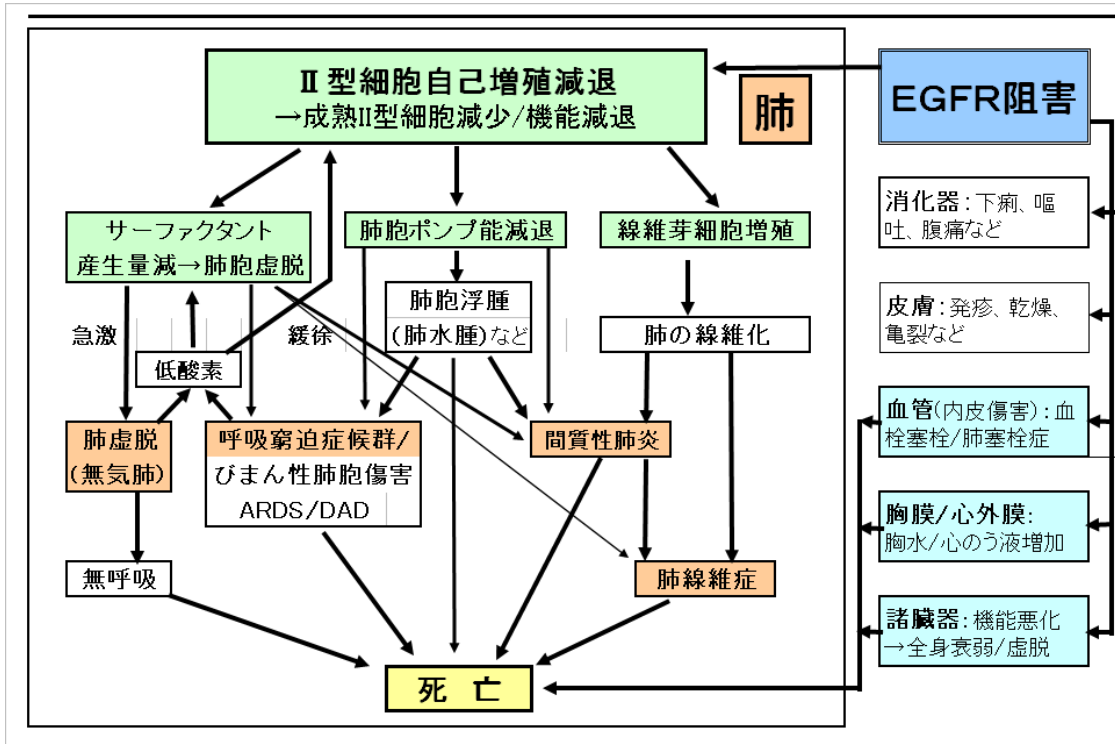 Ⅱ型細胞自己増殖減退
→成熟Ⅱ型細胞減少/機能減退
肺
EGFR阻害
サーファクタント
産生量減→肺胞虚脱
肺胞ポンプ能減退
線維芽細胞増殖
肺胞浮腫
(肺水腫)など
肺の線維化
急激
緩徐
低酸素
肺虚脱
(無気肺)
呼吸窮迫症候群/
びまん性肺胞傷害
ARDS/DAD
間質性肺炎
無呼吸
肺線維症
死亡
消化器：下痢、嘔
吐、腹痛など
皮膚：発疹、乾燥、
亀裂など
血管(内皮傷害)：血
栓塞栓/肺塞栓症
胸膜/心外膜：
胸水/心のう液増加
諸臓器：機能悪化
→全身衰弱/虚脱